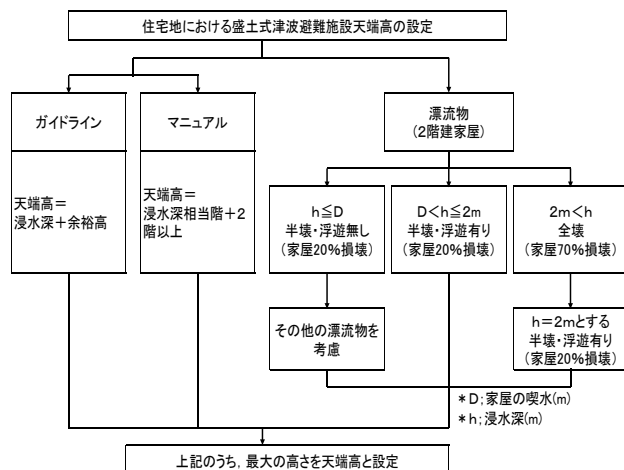 住宅地における盛土式津波避難施設天端高の設定
ガイドライン
天端高＝
浸水深＋余裕高
マニュアル
天端高＝
浸水深相当階＋2
階以上
漂流物
(2階建家屋)
h≦D
半壊・浮遊無し
(家屋20%損壊)
D＜h≦2m
半壊・浮遊有り
(家屋20%損壊)
2m＜h
全壊
(家屋70%損壊)
その他の漂流物を
考慮
h＝2mとする
半壊・浮遊有り
(家屋20%損壊)
＊D;家屋の喫水(m)
＊h;浸水深(m)
上記のうち，最大の高さを天端高と設定